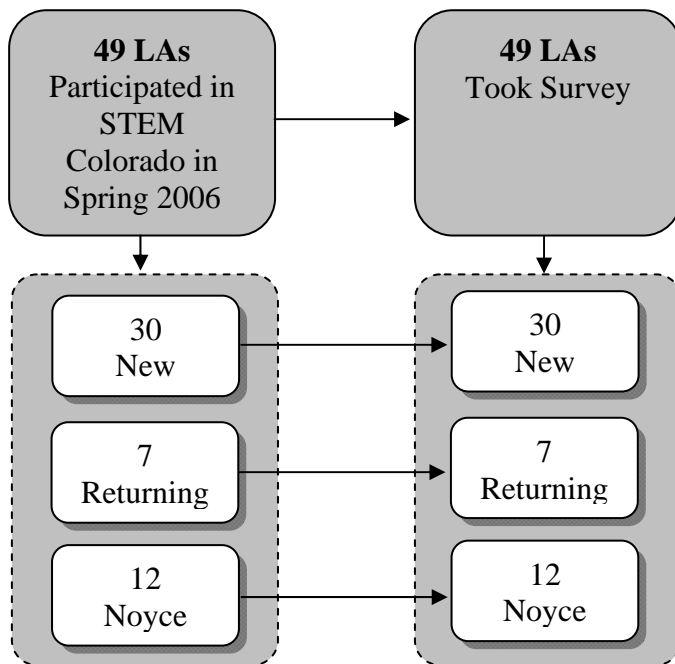 49 LAs
Participated in
STEM
Colorado in
Spring 2006
49 LAs
Took Survey
30
New
7
Returning
12
Noyce
30
New
7
Returning
12
Noyce